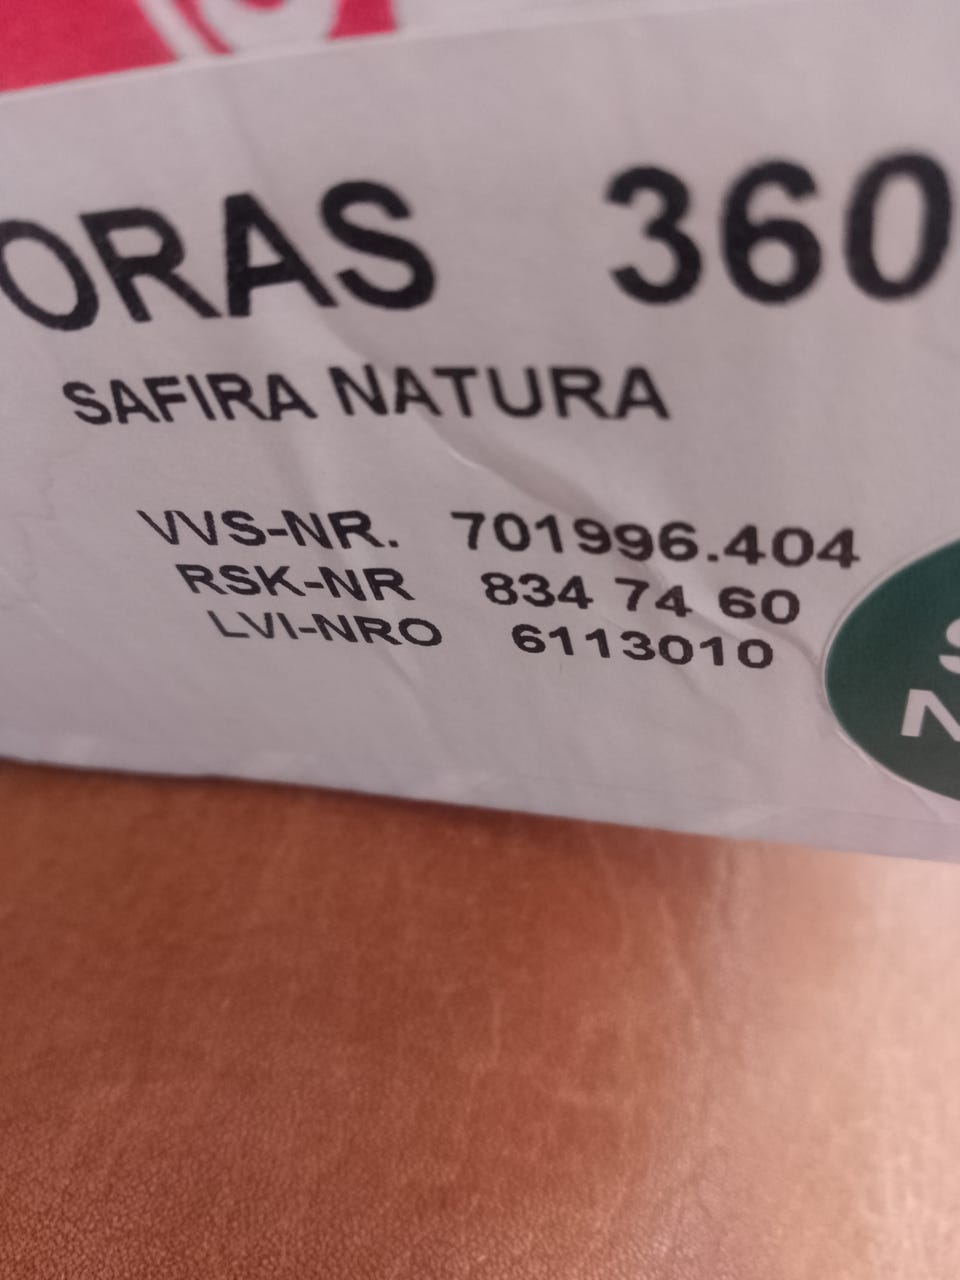 ORAS 360
SAFIRA NATURA
VVS-NR. 701996.404
RSK-NR 834 74 60
LVI-NRO 6113010